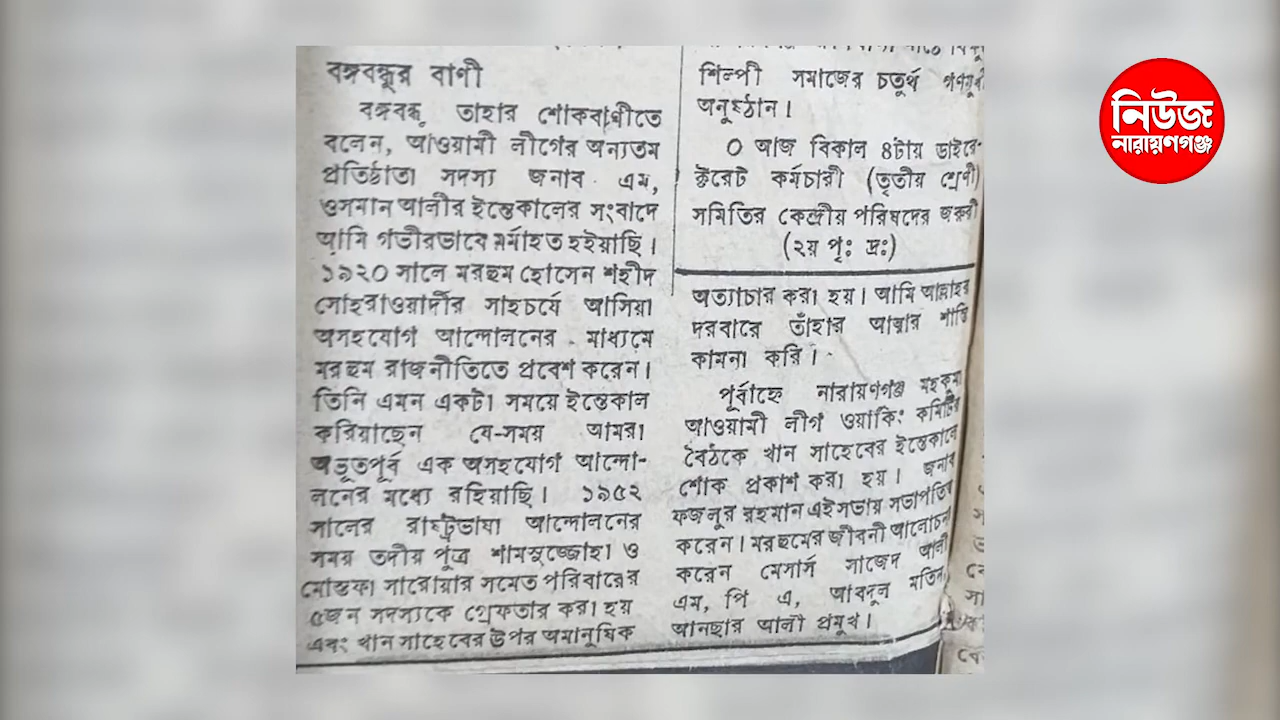 বঙ্গবন্ধুর বাণী
বঙ্গবন্ধু তাহার শোকবাণীতে
বলেন, আওয়ামী লীগের অন্যতম
প্রতিষ্ঠাতা সদস্য জনাব এম,
ওসমান আলীর ইন্তেকালের সংবাদে
আমি গভীরভাবে মর্মাহত হইয়াছি।
১৯২০ সালে মরহুম হোসেন শহীদ
সোহরাওয়ার্দীর সাহচর্যে আসিয়া
অসহযোগ আন্দোলনের মাধ্যমে
মরহুম রাজনীতিতে প্রবেশ করেন।
তিনি এমন একটা সময়ে ইন্তেকাল
করিয়াছেন যে-সময় আমরা
অভূতপূর্ব এক অসহযোগ আন্দো-
লনের মধ্যে রহিয়াছি। ১৯৫২
সালের রাষ্ট্রভাষা আন্দোলনের
সময় তদীয় পুত্র শামসুজ্জোহা ও
মোস্তফা সারোয়ার সমেত পরিবারের
৫জন সদস্যকে গ্রেফতার করা হয়
এবং খান সাহেবের উপর অমানুষিক
শিল্পী সমাজের চতুর্থ গণমুখী
অনুষ্ঠান।
০ আজ বিকাল ৪টায় ডাইরে-
ক্টরেট কর্মচারী (তৃতীয় শ্রেণী)
সমিতির কেন্দ্রীয় পরিষদের জরুরী
(২য় পৃঃ দ্রঃ)
অত্যাচার করা হয়। আমি আল্লাহর
দরবারে তাঁহার আত্মার শান্তি
কামনা করি।
পূর্বাহ্নে নারায়ণগঞ্জ মহকুমা
আওয়ামী লীগ ওয়ার্কিং কমিটির
বৈঠকে খান সাহেবের ইন্তেকালে
শোক প্রকাশ করা হয়। জনাব
ফজলুর রহমান এই সভায় সভাপতিত্ব
করেন। মরহুমের জীবনী আলোচনা
করেন মেসার্স সাজেদ আলী
এম, পি এ, আবদুল মতিন,
আনছার আলী প্রমুখ।
নিউজ
নারায়ণগঞ্জ